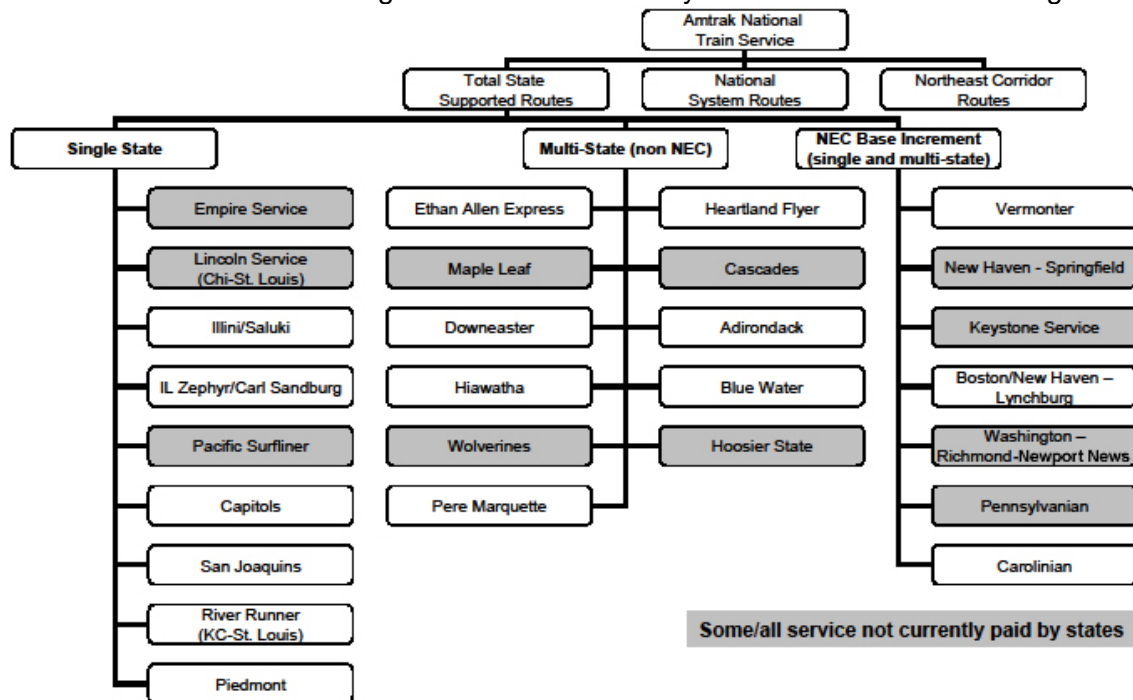 Amtrak National
Train Service
Total State
Supported Routes
National
System Routes
Northeast Corridor
Routes
Single State
Multi-State (non NEC)
NEC Base Increment
(single and multi-state)
Empire Service
Lincoln Service
(Chi-St. Louis)
Illini/Saluki
IL Zephyr/Carl Sandburg
Pacific Surfliner
Capitols
San Joaquins
River Runner
(KC-St. Louis)
Piedmont
Ethan Allen Express
Maple Leaf
Downeaster
Hiawatha
Wolverines
Pere Marquette
Heartland Flyer
Cascades
Adirondack
Blue Water
Hoosier State
Vermonter
New Haven - Springfield
Keystone Service
Boston/New Haven –
Lynchburg
Washington –
Richmond-Newport News
Pennsylvanian
Carolinian
Some/all service not currently paid by states